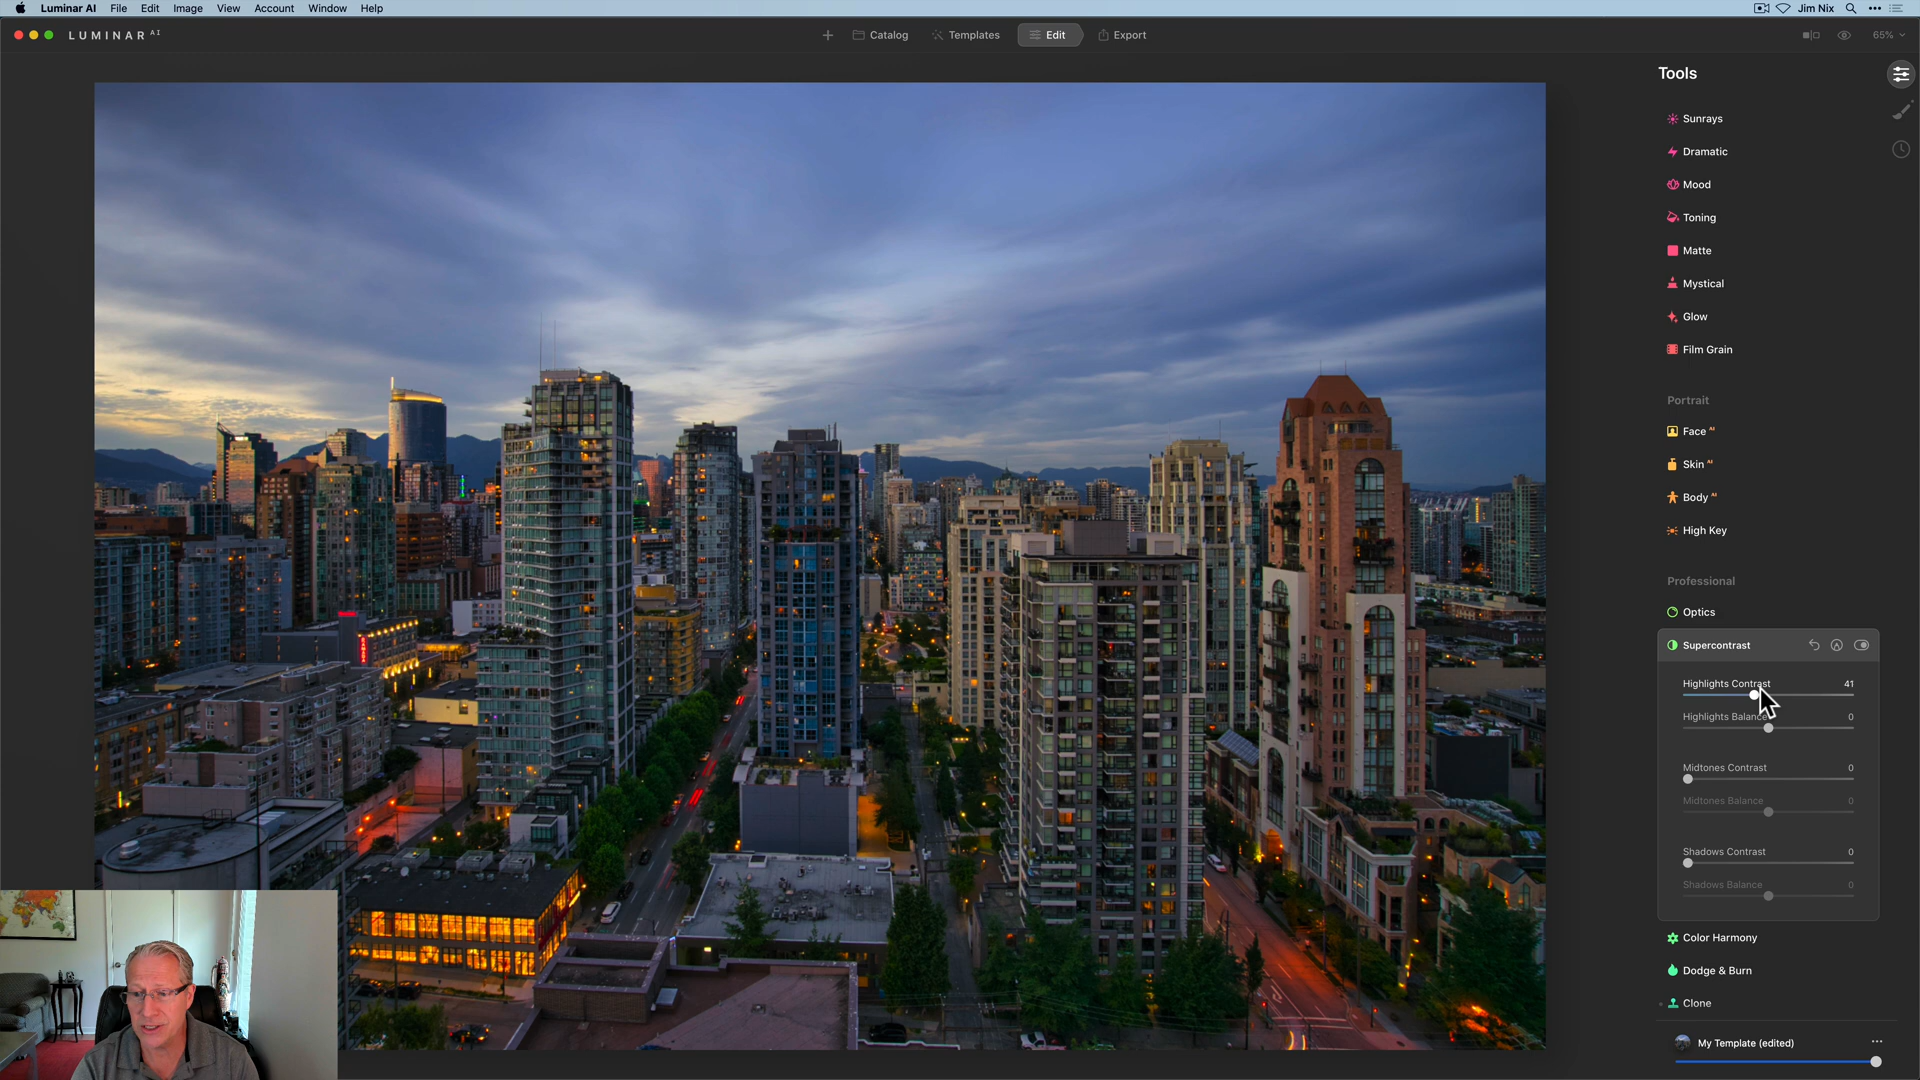 Luminar AI File Edit Image View Account Window Help Jim Nix
LUMINAR AI + Catalog Templates Edit Export 65%
Tools
Sunrays
Dramatic
Mood
Toning
Matte
Mystical
Glow
Film Grain
Portrait
Face AI
Skin AI
Body AI
High Key
Professional
Optics
Supercontrast
Highlights Contrast 41
Highlights Balance 0
Midtones Contrast 0
Midtones Balance 0
Shadows Contrast 0
Shadows Balance 0
Color Harmony
Dodge & Burn
Clone
My Template (edited)